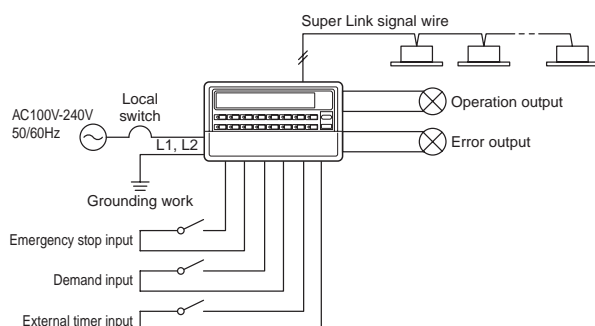 Super Link signal wire
AC100V-240V
50/60Hz
Local
switch
L1, L2
Grounding work
Operation output
Error output
Emergency stop input
Demand input
External timer input